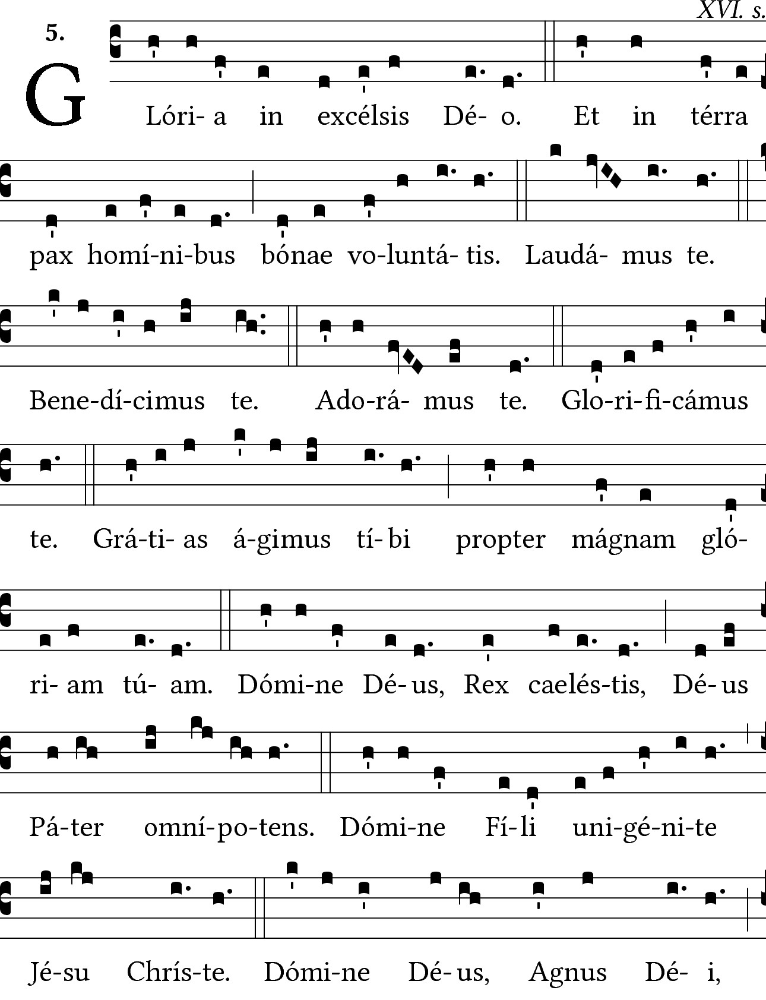 XVI. s.
5.
GLóri- a in excélsis Dé- o. Et in térra
pax homí-ni-bus bónae vo-luntá- tis. Laudá- mus te.
Bene-dí-cimus te. Ado-rá- mus te. Glo-ri-fi-cámus
te. Grá-ti- as á-gimus tí- bi propter mágnam gló-
ri- am tú- am. Dómi-ne Dé- us, Rex caelés-tis, Dé- us
Pá-ter omní-po-tens. Dómi-ne Fí- li uni-gé-ni-te
Jé-su Chrís-te. Dómi-ne Dé- us, Agnus Dé- i,